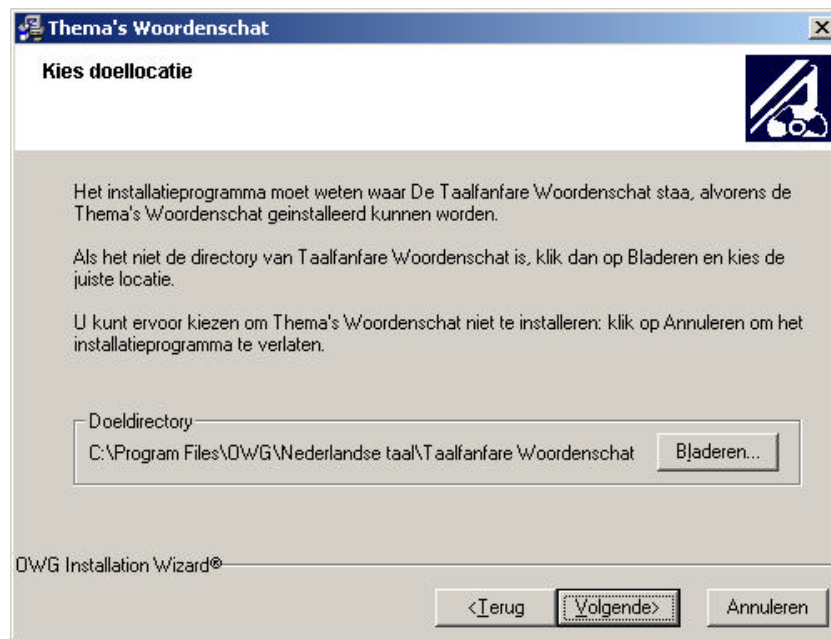 Thema's Woordenschat
Kies doellocatie
Het installatieprogramma moet weten waar De Taalfanfare Woordenschat staa, alvorens de
Thema's Woordenschat geinstalleerd kunnen worden.
Als het niet de directory van Taalfanfare Woordenschat is, klik dan op Bladeren en kies de
juiste locatie.
U kunt ervoor kiezen om Thema's Woordenschat niet te installeren: klik op Annuleren om het
installatieprogramma te verlaten.
Doeldirectory
C:\Program Files\OWG\Nederlandse taal\Taalfanfare Woordenschat Bladeren...
OWG Installation Wizard®
<Terug Volgende> Annuleren